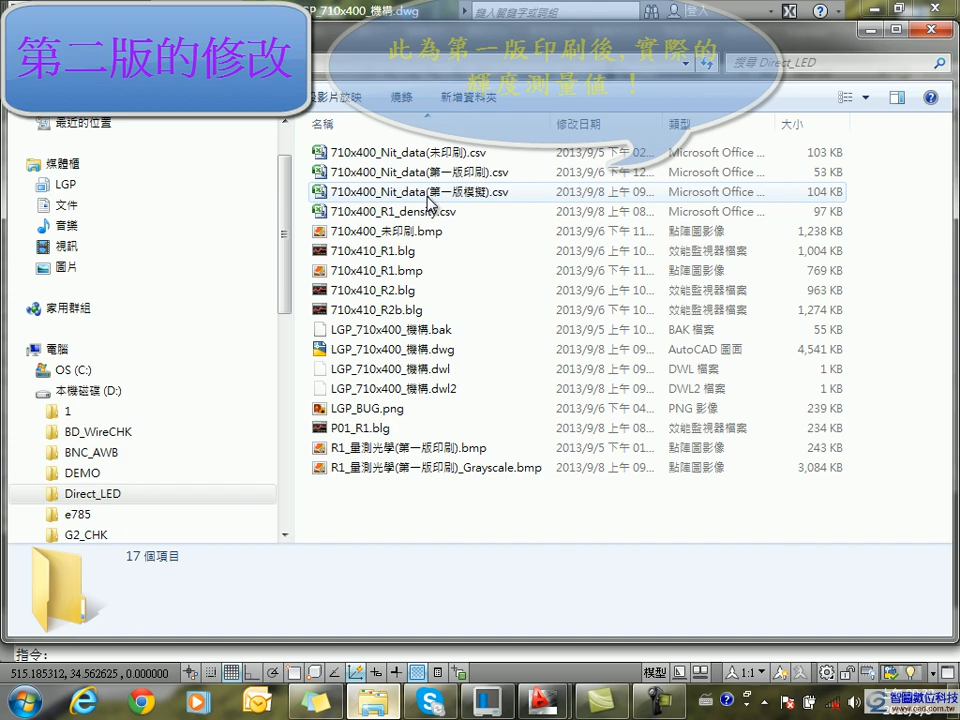 710x400_機構.dwg
鍵入關鍵字或詞組
登入
第二版的修改
此為第一版印刷後,實際的
輝度測量值 !
搜尋 Direct_LED
影片放映 燒錄 新增資料夾
名稱 修改日期 類型 大小
最近的位置
媒體櫃
LGP
文件
音樂
視訊
圖片
家用群組
電腦
OS (C:)
本機磁碟 (D:)
1
BD_WireCHK
BNC_AWB
DEMO
Direct_LED
e785
G2_CHK
710x400_Nit_data(未印刷).csv 2013/9/5 下午 02... Microsoft Office ... 103 KB
710x400_Nit_data(第一版印刷).csv 2013/9/6 下午 12... Microsoft Office ... 53 KB
710x400_Nit_data(第一版模擬).csv 2013/9/8 上午 09... Microsoft Office ... 104 KB
710x400_R1_density.csv 2013/9/8 上午 08... Microsoft Office ... 97 KB
710x400_未印刷.bmp 2013/9/6 上午 11... 點陣圖影像 1,238 KB
710x410_R1.blg 2013/9/6 上午 10... 效能監視器檔案 1,004 KB
710x410_R1.bmp 2013/9/6 上午 11... 點陣圖影像 769 KB
710x410_R2.blg 2013/9/6 上午 10... 效能監視器檔案 963 KB
710x410_R2b.blg 2013/9/6 上午 10... 效能監視器檔案 1,274 KB
LGP_710x400_機構.bak 2013/9/5 上午 10... BAK 檔案 55 KB
LGP_710x400_機構.dwg 2013/9/8 上午 09... AutoCAD 圖面 4,541 KB
LGP_710x400_機構.dwl 2013/9/8 上午 09... DWL 檔案 1 KB
LGP_710x400_機構.dwl2 2013/9/8 上午 09... DWL2 檔案 1 KB
LGP_BUG.png 2013/9/6 下午 04... PNG 影像 239 KB
P01_R1.blg 2013/9/8 上午 08... 效能監視器檔案 234 KB
R1_量測光學(第一版印刷).bmp 2013/9/6 下午 01... 點陣圖影像 243 KB
R1_量測光學(第一版印刷)_Grayscale.bmp 2013/9/8 上午 09... 點陣圖影像 3,084 KB
17 個項目
指令:
515.185312, 34.562625, 0.000000
模型
1:1
智圖數位科技
www.cad.com.tw